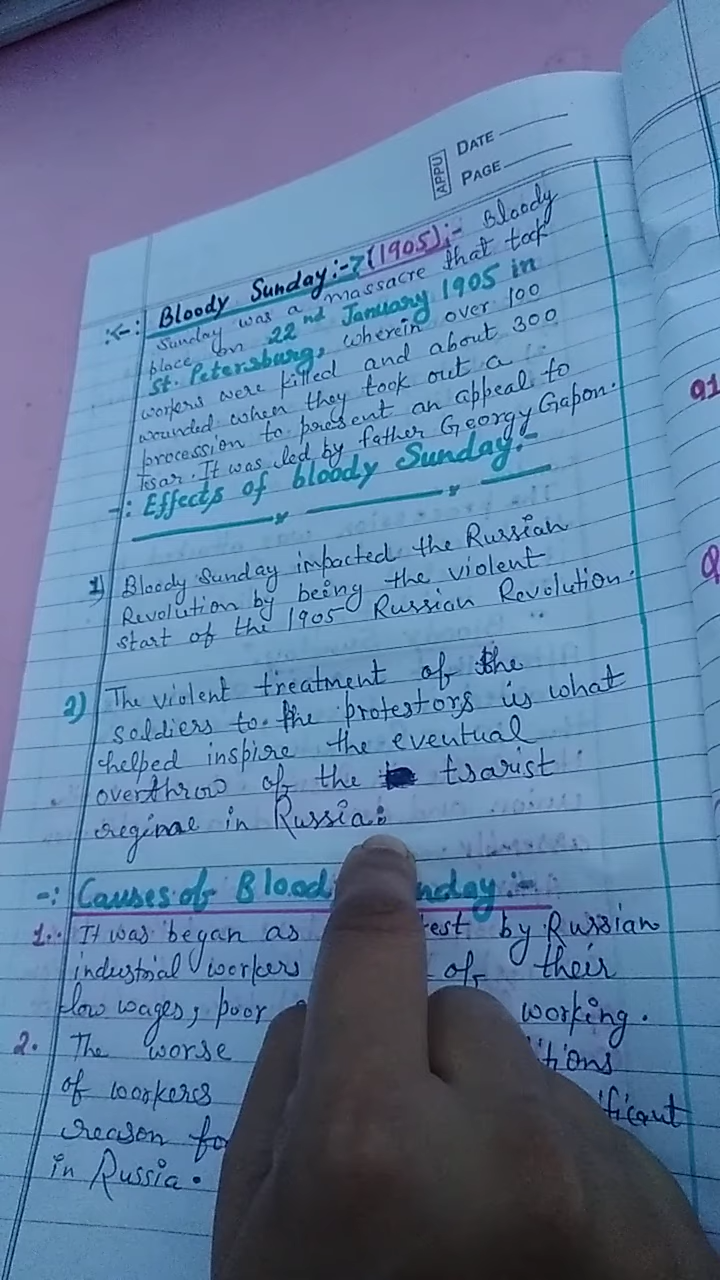 APPU
DATE
PAGE
:←: Bloody Sunday:-7(1905):- Bloody
Sunday was a massacre that took
place on 22nd January 1905 in
St. Petersburg, wherein over 100
workers were killed and about 300
wounded when they took out a
procession to present an appeal to
tsar. It was led by father Georgy Gapon.
-: Effects of bloody Sunday:-
1) Bloody Sunday impacted the Russian
Revolution by being the violent
start of the 1905 Russian Revolution.
2) The violent treatment of the
soldiers to the protestors is what
helped inspire the eventual
overthrow of the tsarist
reginae in Russia.
-: Causes of Blood nday:-
1. It was began as est by Russian
industrial workers of their
low wages, poor working.
2. The worse itions
of workers ficant
reason fo
in Russia.
91
Q